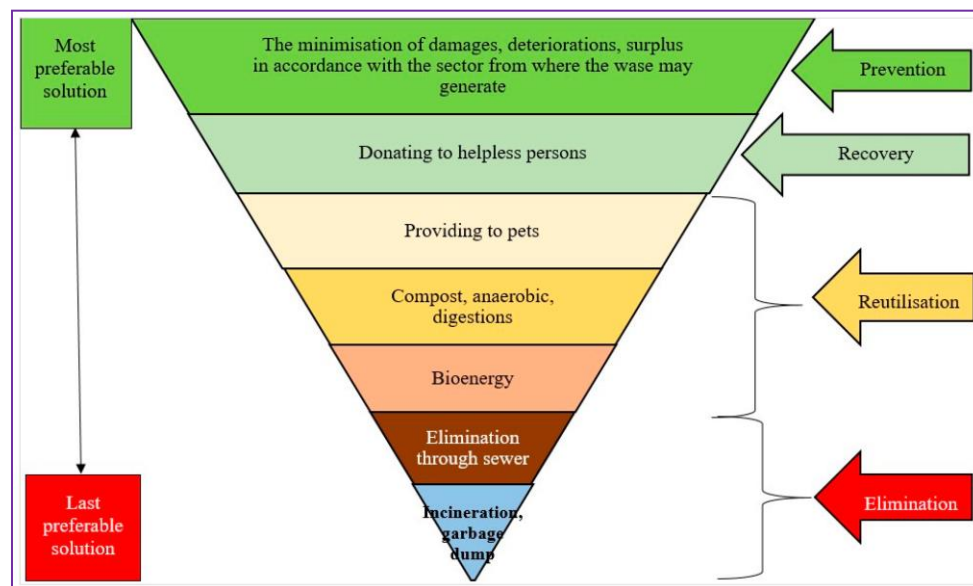 Most
preferable
solution
The minimisation of damages, deteriorations, surplus
in accordance with the sector from where the wase may
generate
Prevention
Donating to helpless persons
Recovery
Providing to pets
Compost, anaerobic,
digestions
Reutilisation
Bioenergy
Elimination
through sewer
Last
preferable
solution
Incineration,
garbage
dump
Elimination